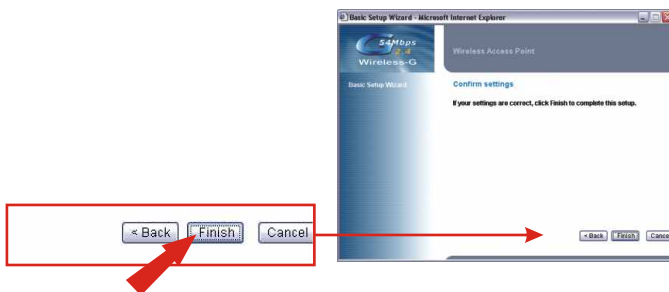 Basic Setup Wizard - Microsoft Internet Explorer
54Mbps
2.4
Wireless-G
Wireless Access Point
Basic Setup Wizard
Confirm settings
If your settings are correct, click Finish to complete this setup.
< Back Finish Cancel
< Back Finish Cance